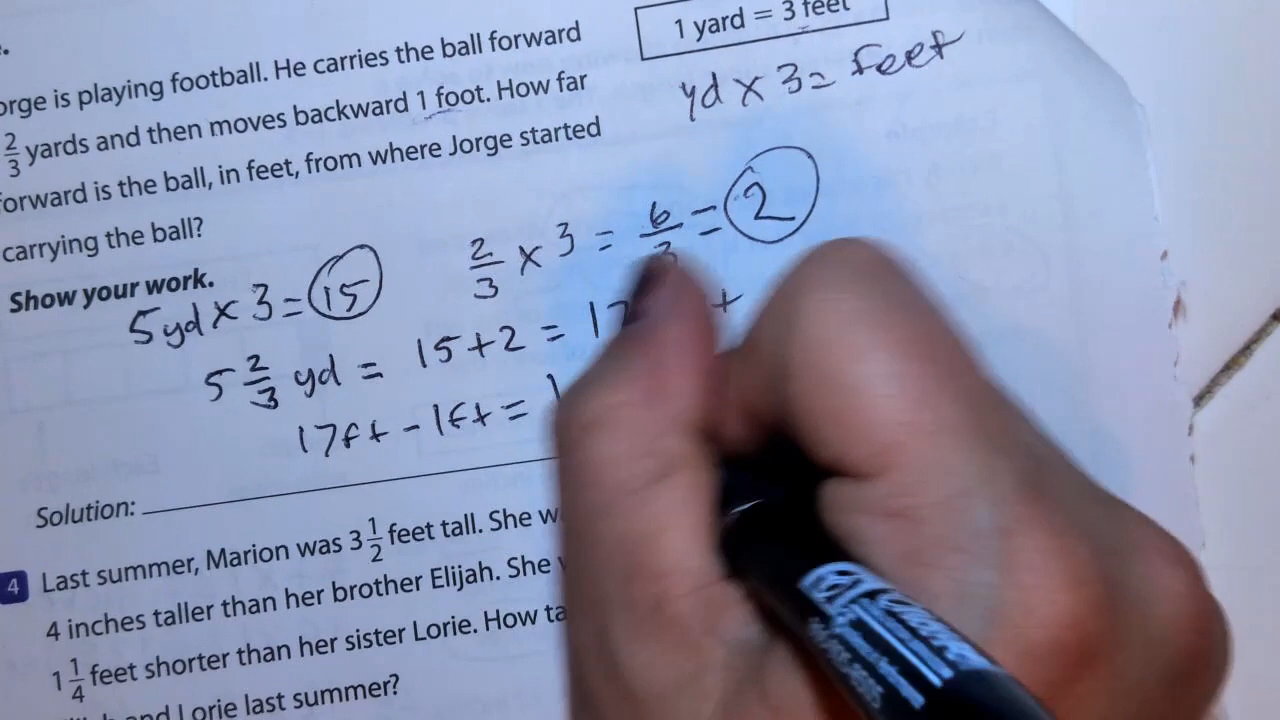 1 yard = 3 feet
yd x 3 = feet
orge is playing football. He carries the ball forward
2/3 yards and then moves backward 1 foot. How far
forward is the ball, in feet, from where Jorge started
carrying the ball?
Show your work.
5yd x 3 = 15
2/3 x 3 = 6/3 = 2
5 2/3 yd = 15+2 = 17
17ft - 1ft =
Solution:
4 Last summer, Marion was 3 1/2 feet tall. She w
4 inches taller than her brother Elijah. She
1 1/4 feet shorter than her sister Lorie. How ta
and Lorie last summer?